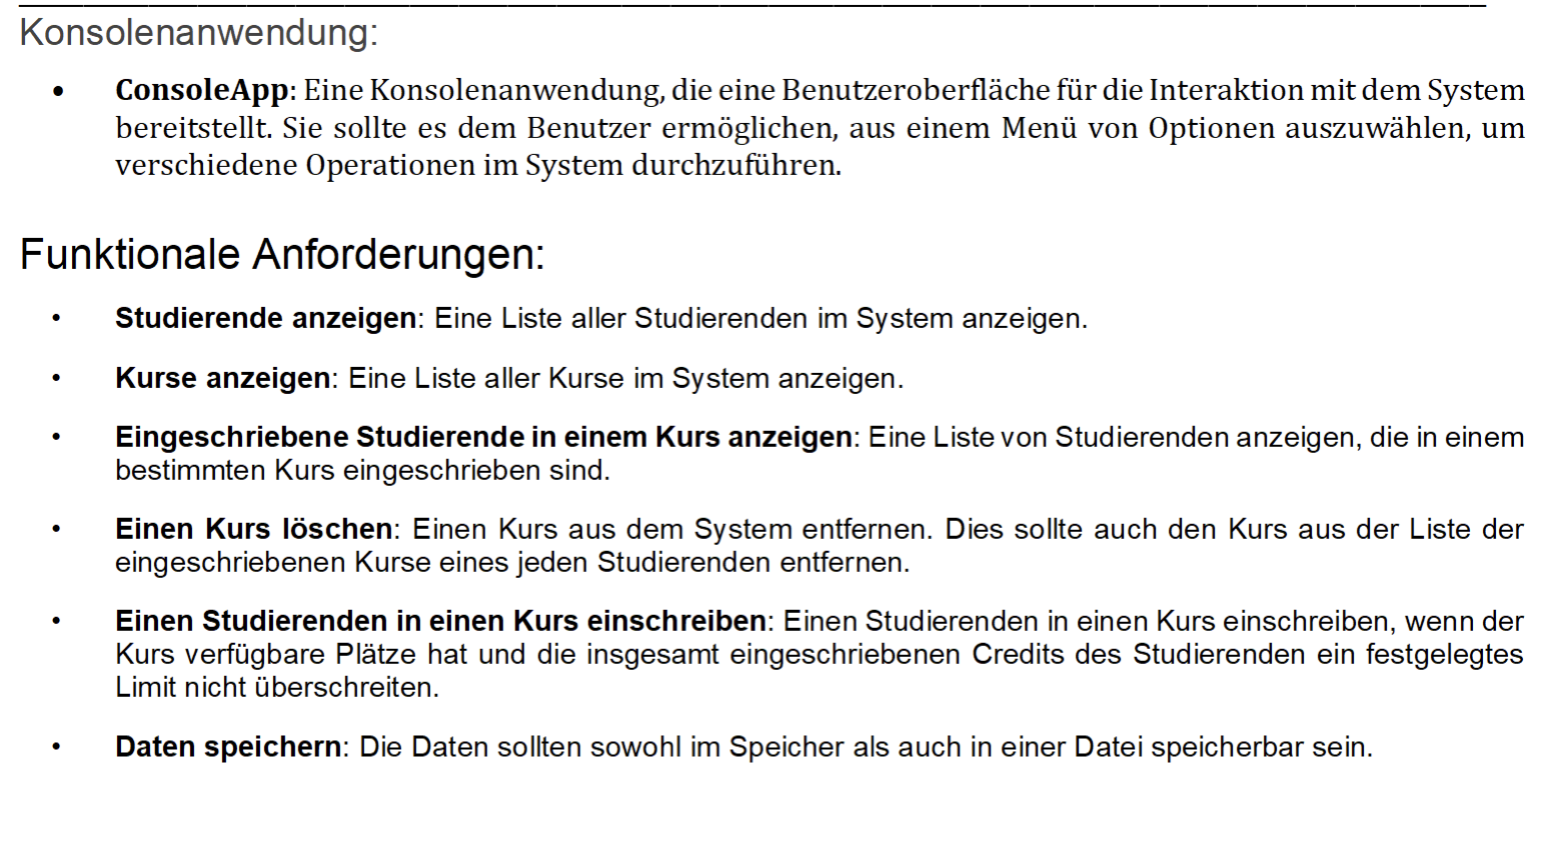 Konsolenanwendung:
• ConsoleApp: Eine Konsolenanwendung, die eine Benutzeroberfläche für die Interaktion mit dem System
bereitstellt. Sie sollte es dem Benutzer ermöglichen, aus einem Menü von Optionen auszuwählen, um
verschiedene Operationen im System durchzuführen.
Funktionale Anforderungen:
• Studierende anzeigen: Eine Liste aller Studierenden im System anzeigen.
• Kurse anzeigen: Eine Liste aller Kurse im System anzeigen.
• Eingeschriebene Studierende in einem Kurs anzeigen: Eine Liste von Studierenden anzeigen, die in einem
bestimmten Kurs eingeschrieben sind.
• Einen Kurs löschen: Einen Kurs aus dem System entfernen. Dies sollte auch den Kurs aus der Liste der
eingeschriebenen Kurse eines jeden Studierenden entfernen.
• Einen Studierenden in einen Kurs einschreiben: Einen Studierenden in einen Kurs einschreiben, wenn der
Kurs verfügbare Plätze hat und die insgesamt eingeschriebenen Credits des Studierenden ein festgelegtes
Limit nicht überschreiten.
• Daten speichern: Die Daten sollten sowohl im Speicher als auch in einer Datei speicherbar sein.